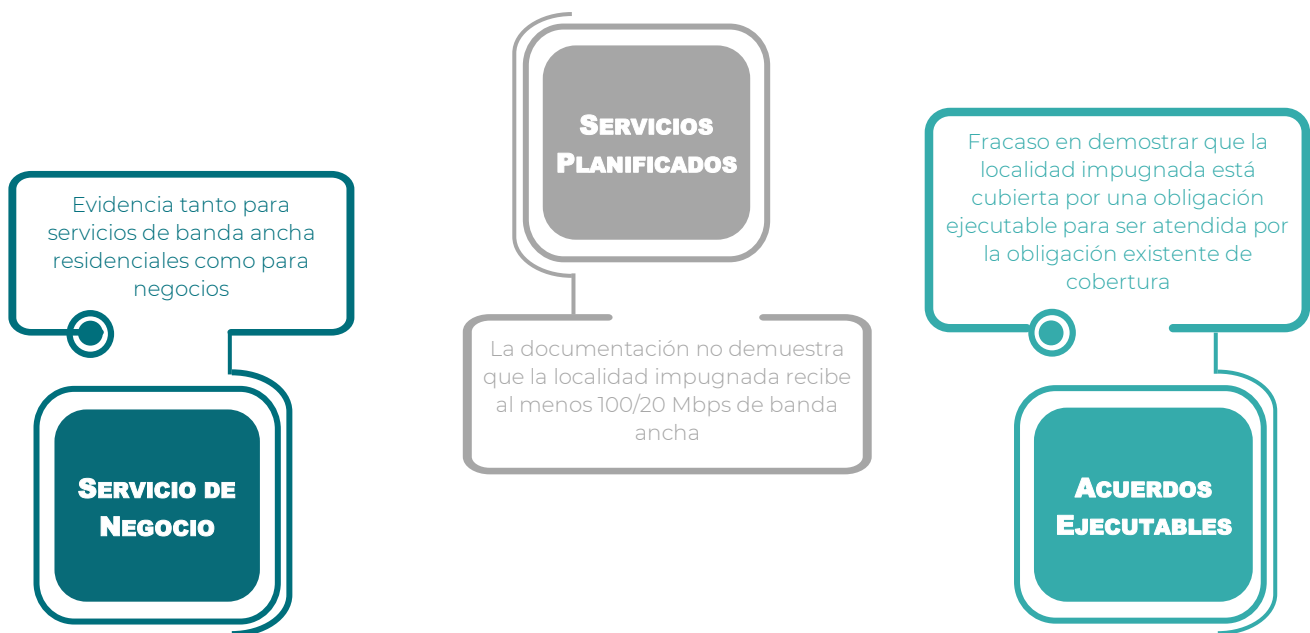 Evidencia tanto para
servicios de banda ancha
residenciales como para
negocios
SERVICIO DE
NEGOCIO
SERVICIOS
PLANIFICADOS
La documentación no demuestra
que la localidad impugnada recibe
al menos 100/20 Mbps de banda
ancha
Fracaso en demostrar que la
localidad impugnada está
cubierta por una obligación
ejecutable para ser atendida por
la obligación existente de
cobertura
ACUERDOS
EJECUTABLES